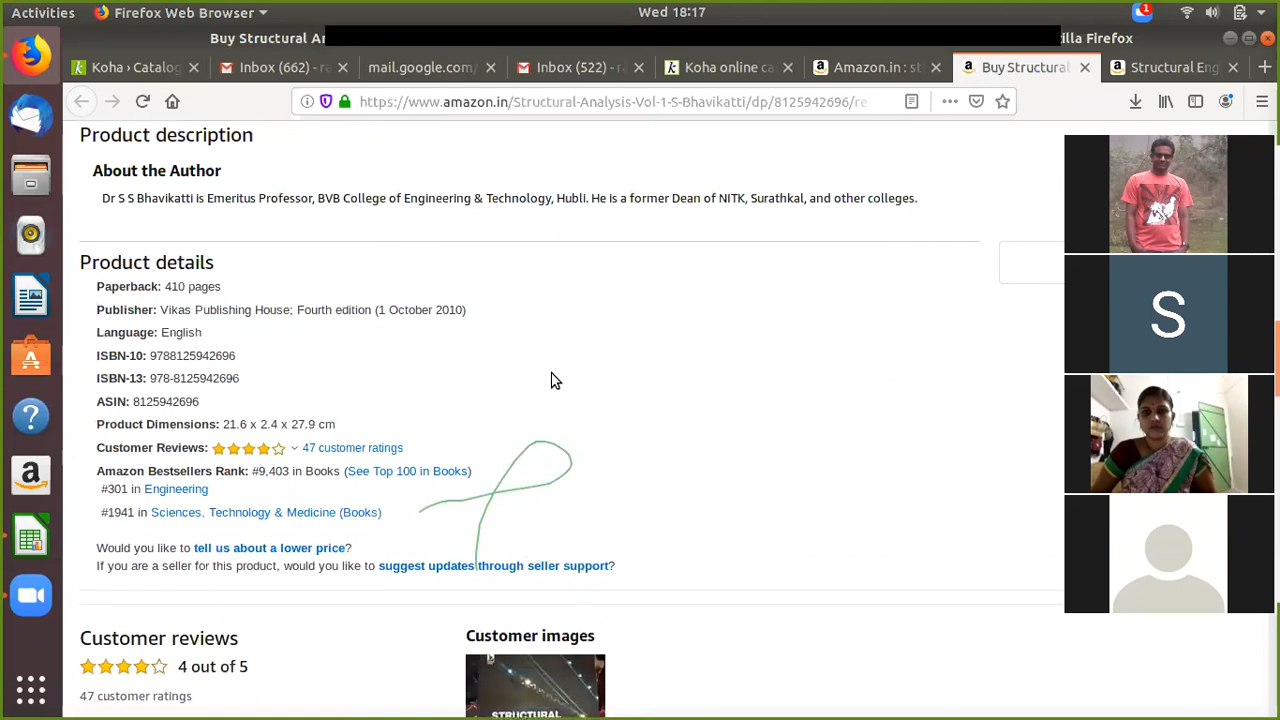 Activities Firefox Web Browser Wed 18:17 1
Buy Structural An zilla Firefox
Koha › Catalog Inbox (662) - ra mail.google.com/ Inbox (522) - ra Koha online ca Amazon.in : st Buy Structural Structural Eng
https://www.amazon.in/Structural-Analysis-Vol-1-S-Bhavikatti/dp/8125942696/re
Product description
About the Author
Dr S S Bhavikatti is Emeritus Professor, BVB College of Engineering & Technology, Hubli. He is a former Dean of NITK, Surathkal, and other colleges.
Product details
Paperback: 410 pages
Publisher: Vikas Publishing House; Fourth edition (1 October 2010)
Language: English
ISBN-10: 9788125942696
ISBN-13: 978-8125942696
ASIN: 8125942696
Product Dimensions: 21.6 x 2.4 x 27.9 cm
Customer Reviews: 47 customer ratings
Amazon Bestsellers Rank: #9,403 in Books (See Top 100 in Books)
#301 in Engineering
#1941 in Sciences, Technology & Medicine (Books)
Would you like to tell us about a lower price?
If you are a seller for this product, would you like to suggest updates through seller support?
Customer reviews
4 out of 5
47 customer ratings
Customer images
STRUCTURAL
S